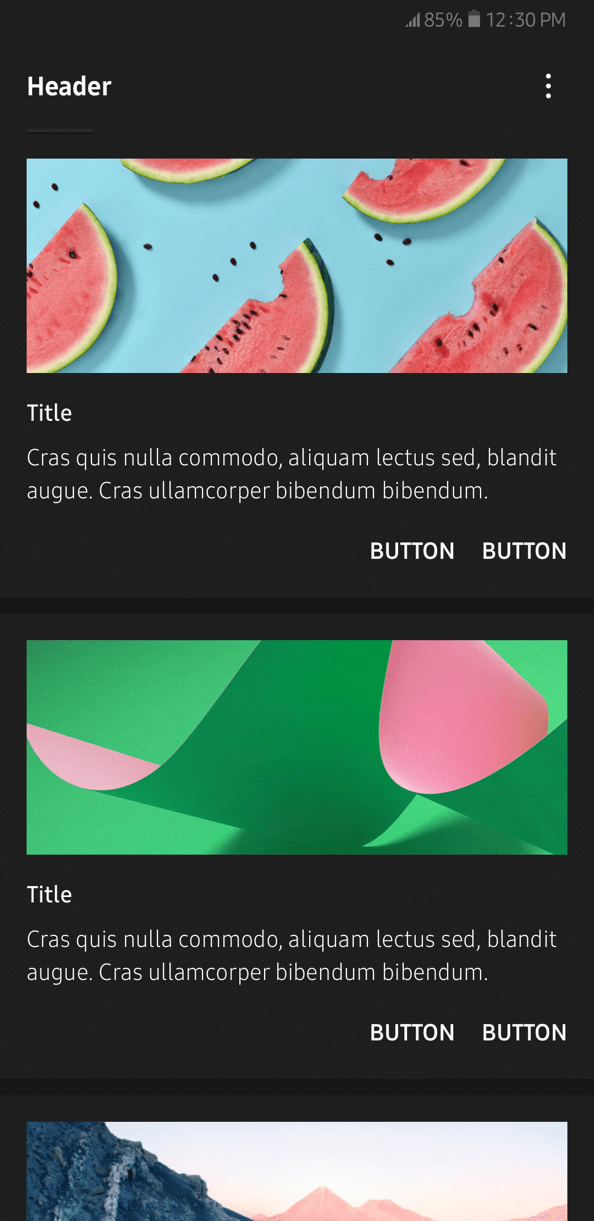 85% 12:30 PM
Header
Title
Cras quis nulla commodo, aliquam lectus sed, blandit
augue. Cras ullamcorper bibendum bibendum.
BUTTON BUTTON
Title
Cras quis nulla commodo, aliquam lectus sed, blandit
augue. Cras ullamcorper bibendum bibendum.
BUTTON BUTTON